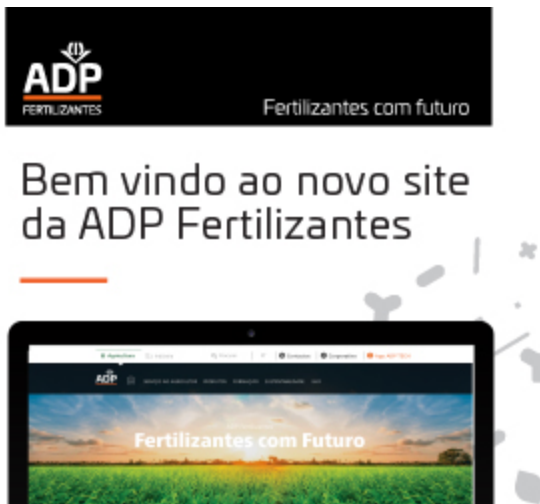 ADP
FERTILIZANTES
Fertilizantes com futuro
Bem vindo ao novo site
da ADP Fertilizantes
ADP
Fertilizantes com Futuro